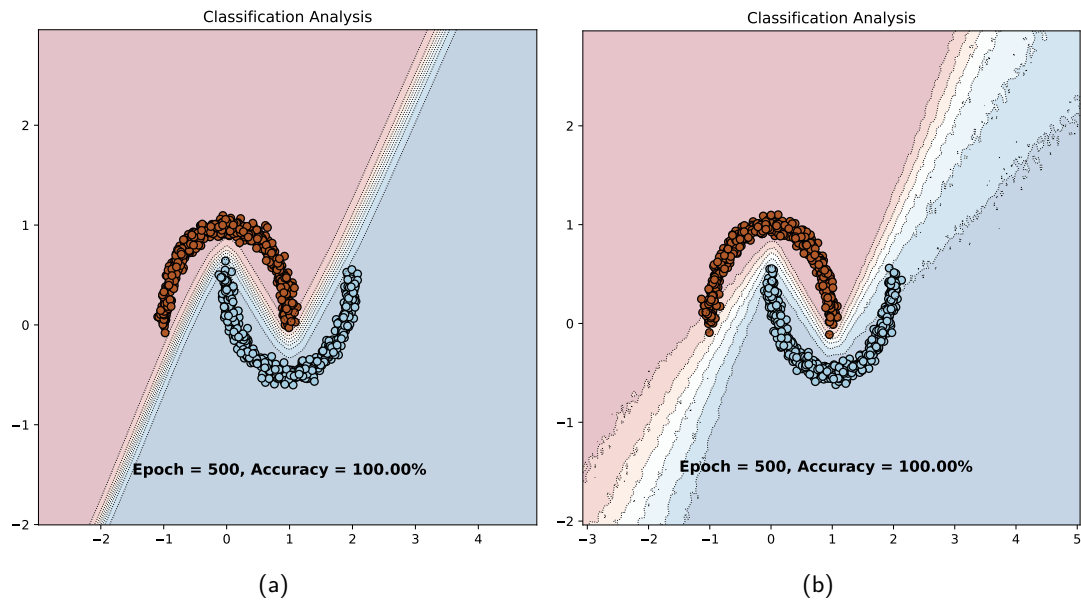 Classification Analysis
2
1
0
−1
−2
Epoch = 500, Accuracy = 100.00%
−2 −1 0 1 2 3 4
(a)
Classification Analysis
2
1
0
−1
−2
Epoch = 500, Accuracy = 100.00%
−3 −2 −1 0 1 2 3 4 5
(b)